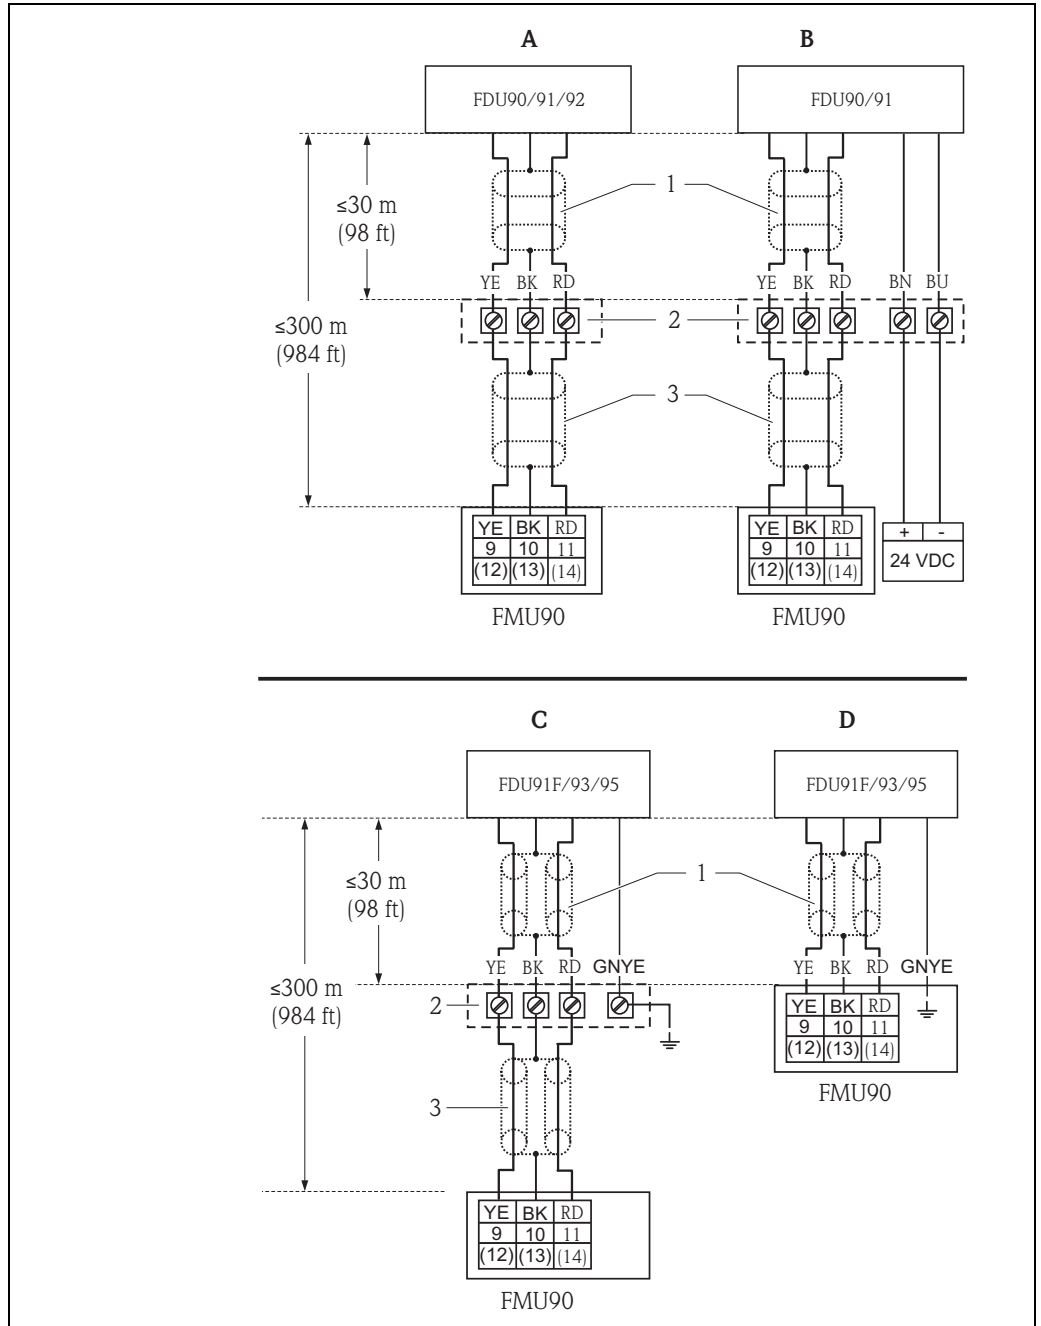 A B
FDU90/91/92 FDU90/91
≤30 m
(98 ft)
1
YE BK RD YE BK RD BN BU
≤300 m
(984 ft)
2
3
YE BK RD YE BK RD + -
9 10 11 9 10 11 24 VDC
(12) (13) (14) (12) (13) (14)
FMU90 FMU90
C D
FDU91F/93/95 FDU91F/93/95
≤30 m
(98 ft)
1
YE BK RD GNYE YE BK RD GNYE
≤300 m
(984 ft)
2
YE BK RD
9 10 11
(12) (13) (14)
FMU90
3
YE BK RD
9 10 11
(12) (13) (14)
FMU90